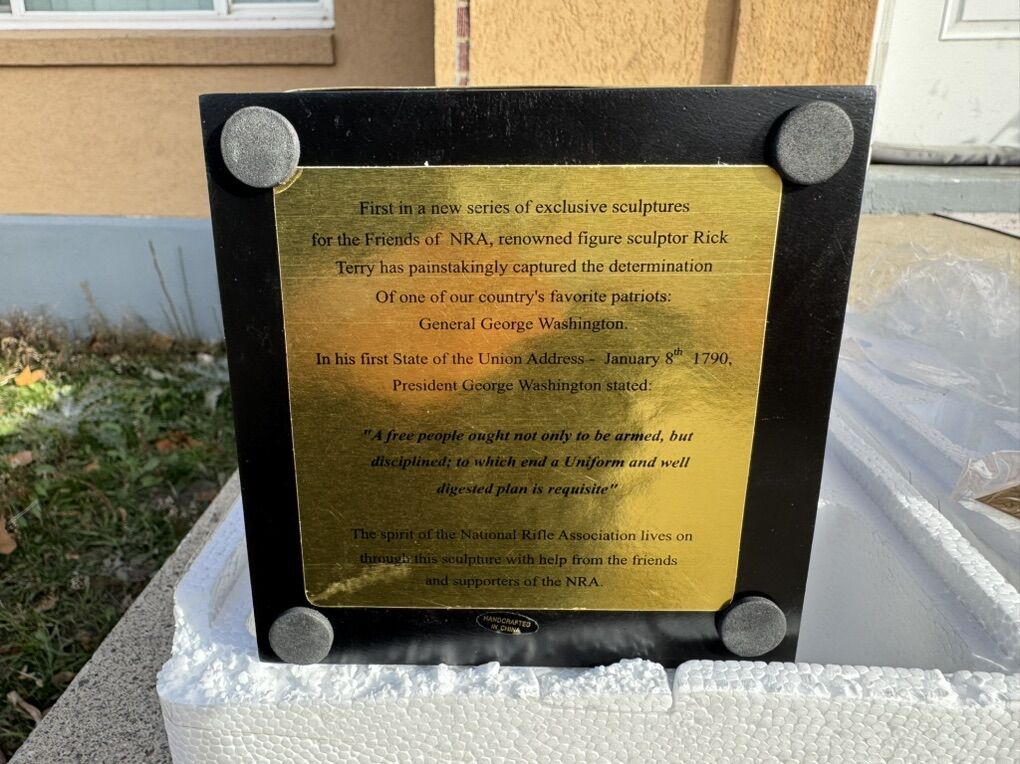 First in a new series of exclusive sculptures
for the Friends of NRA, renowned figure sculptor Rick
Terry has painstakingly captured the determination
Of one of our country's favorite patriots:
General George Washington.
In his first State of the Union Address - January 8th 1790,
President George Washington stated:
"A free people ought not only to be armed, but
disciplined; to which end a Uniform and well
digested plan is requisite"
The spirit of the National Rifle Association lives on
through this sculpture with help from the friends
and supporters of the NRA.
HANDCRAFTED
IN CHINA